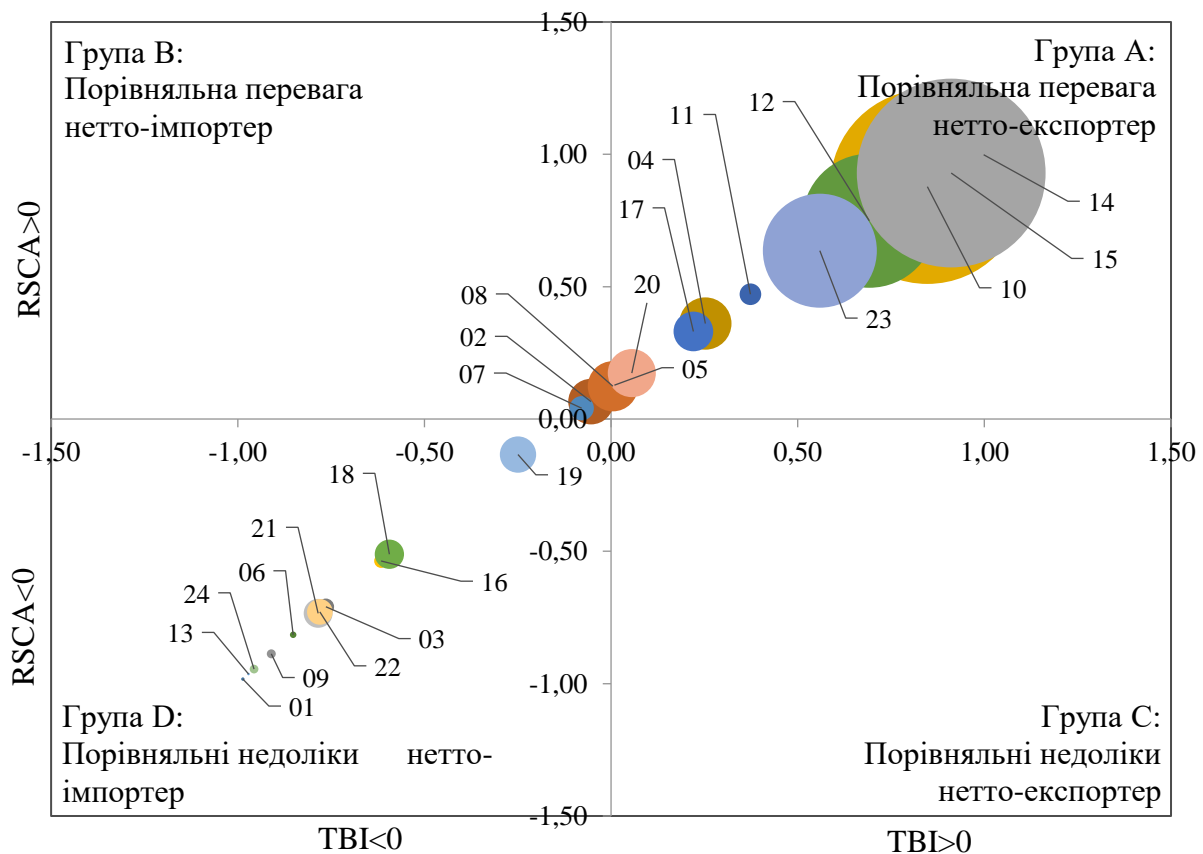 1,50
Група B:
Порівняльна перевага
нетто-імпортер
Група A:
Порівняльна перевага
нетто-експортер
12
11
04
17
1,00
14
15
10
20
23
0,50
08
02
07
05
RSCA>0
0,00
-1,50
-1,00
-0,50
0,00
0,50
1,00
1,50
19
18
21
06
24
13
-0,50
16
03
22
09
01
RSCA<0
-1,00
Група D:
Порівняльні недоліки нетто-
імпортер
Група C:
Порівняльні недоліки
нетто-експортер
-1,50
TBI<0
TBI>0